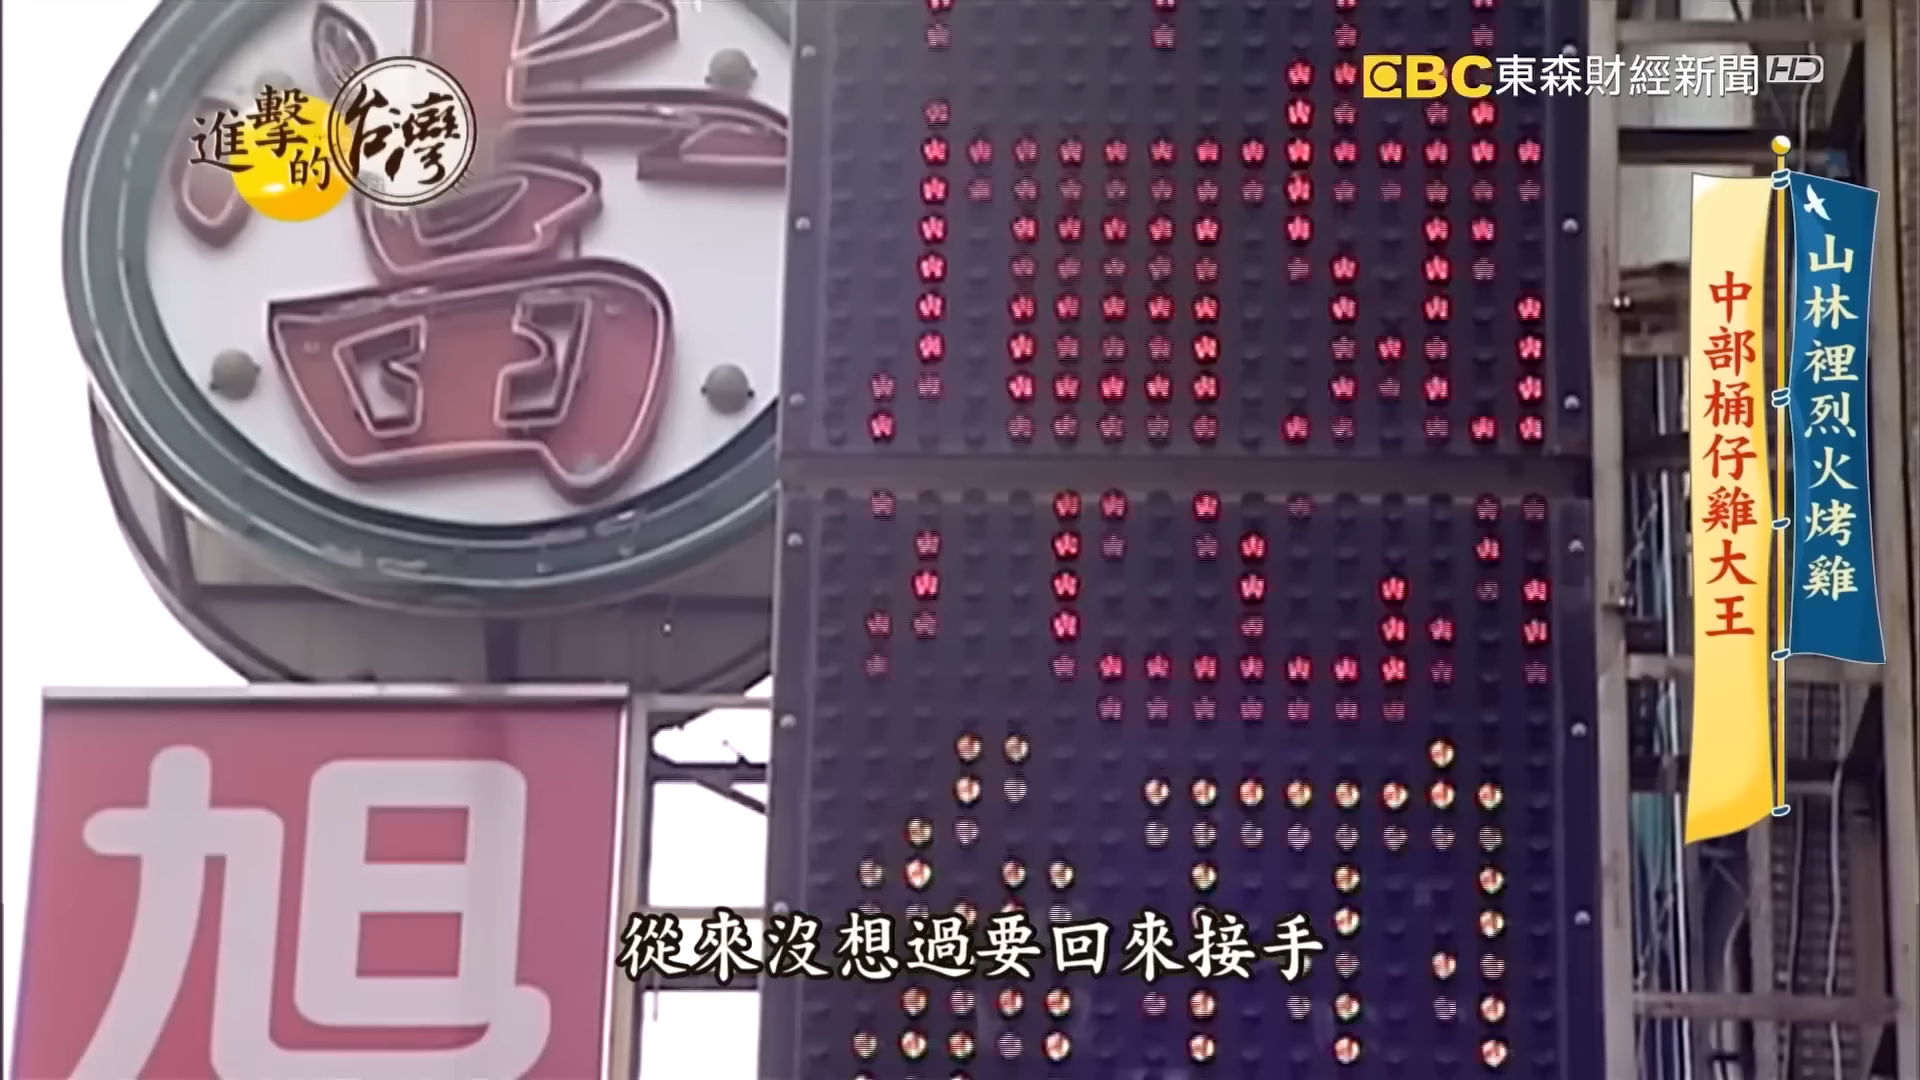 進擊的台灣
EBC東森財經新聞HD
山林裡烈火烤雞
中部桶仔雞大王
當
旭
從來沒想過要回來接手